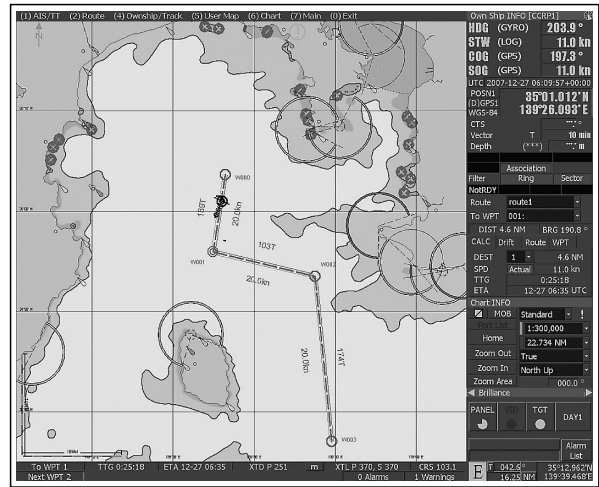 (1) AIS/TT (2) Route (4) Ownship/Track (5) User Map (6) Chart (7) Main (0) Exit
Own Ship INFO [CCRP1]
HDG (GYRO) 203.9 °
STW (LOG) 11.0 kn
COG (GPS) 197.3 °
SOG (GPS) 11.0 kn
UTC 2007-12-27 06:09:57+00:00
POSN1
(D)GPS1
WGS-84
35°01.012'N
139°26.093'E
CTS
Vector T 10 min
Depth (***)
Association
Filter Ring Sector
NotRDY
Route route1
To WPT 001:
DIST 4.6 NM BRG 190.8 °
CALC Drift Route WPT
DEST 1 4.6 NM
SPD Actual 11.0 kn
TTG 0:25:18
ETA 12-27 06:35 UTC
Chart INFO
MOB Standard !
Port List 1:300,000
Home 22.734 NM
Zoom Out True
Zoom In North Up
Zoom Area 000.0 °
Brilliance
PANEL VID TGT DAY1
Alarm
List
E T 042.6° 35°12.962'N
16.25 NM 139°39.468'E
N
W000
189T
20.0kn
W001
103T
20.0kn
W002
174T
20.0kn
W003
To WPT 1 TTG 0:25:18 ETA 12-27 06:35 XTD P 251 m XTL P 370, S 370 CRS 103.1
Next WPT 2 0 Alarms 1 Warnings